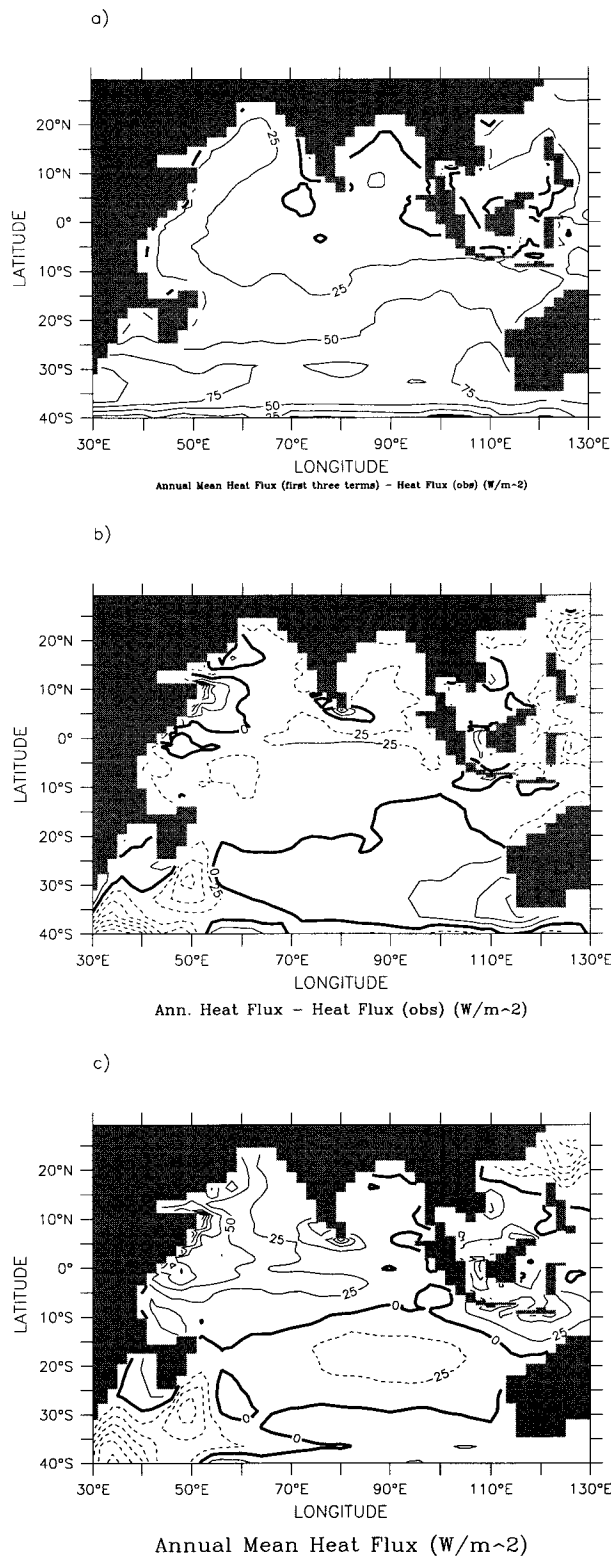 a)
20°N
10°N
0°
10°S
20°S
30°S
40°S
LATITUDE
25
25
50
75
75
50
25
30°E 50°E 70°E 90°E 110°E 130°E
LONGITUDE
Annual Mean Heat Flux (first three terms) – Heat Flux (obs) (W/m^2)
b)
20°N
10°N
0°
10°S
20°S
30°S
40°S
LATITUDE
0
25
25
0
-25
30°E 50°E 70°E 90°E 110°E 130°E
LONGITUDE
Ann. Heat Flux – Heat Flux (obs) (W/m^2)
c)
20°N
10°N
0°
10°S
20°S
30°S
40°S
LATITUDE
50
25
25
0
0
25
-25
0
0
0
30°E 50°E 70°E 90°E 110°E 130°E
LONGITUDE
Annual Mean Heat Flux (W/m^2)